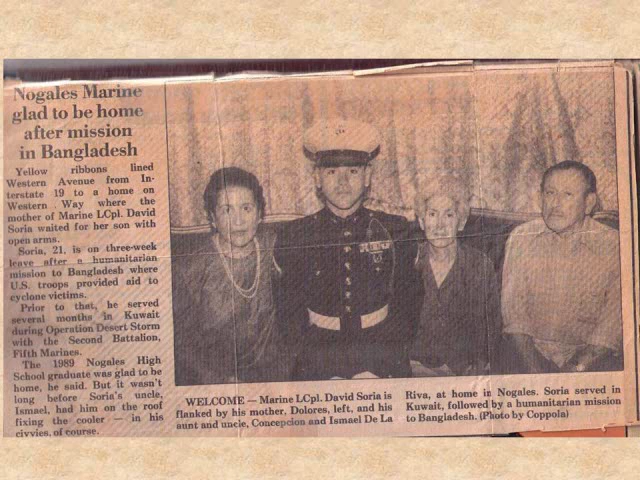 Nogales Marine
glad to be home
after mission
in Bangladesh
Yellow ribbons lined
Western Avenue from In-
terstate 19 to a home on
Western Way where the
mother of Marine LCpl. David
Soria waited for her son with
open arms.
Soria, 21, is on three-week
leave after a humanitarian
mission to Bangladesh where
U.S. troops provided aid to
cyclone victims.
Prior to that, he served
several months in Kuwait
during Operation Desert Storm
with the Second Battalion,
Fifth Marines.
The 1989 Nogales High
School graduate was glad to be
home, he said. But it wasn't
long before Soria's uncle,
Ismael, had him on the roof
fixing the cooler — in his
civvies, of course.
WELCOME — Marine LCpl. David Soria is
flanked by his mother, Dolores, left, and his
aunt and uncle, Concepcion and Ismael De La
Riva, at home in Nogales. Soria served in
Kuwait, followed by a humanitarian mission
to Bangladesh. (Photo by Coppola)